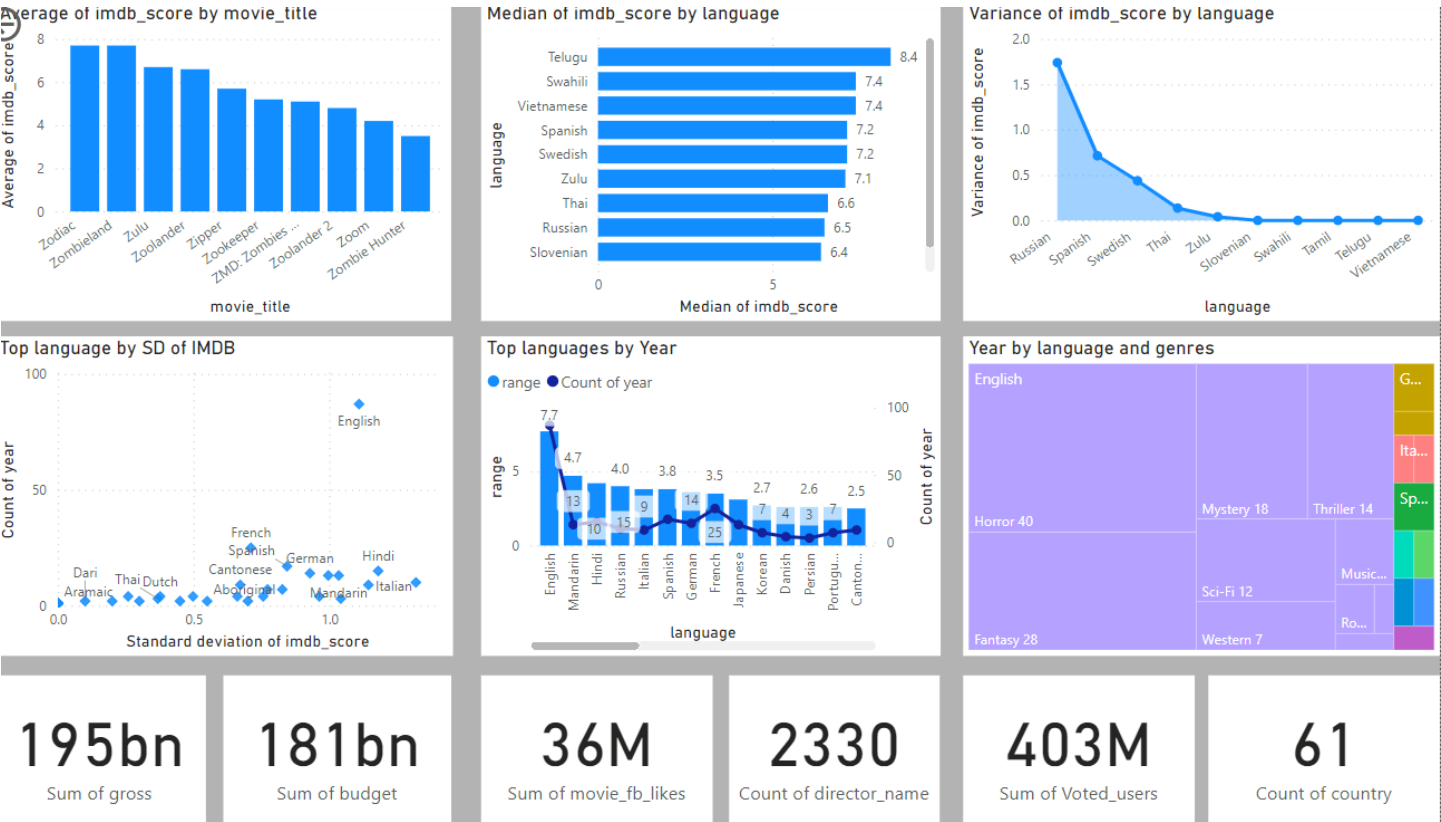 Average of imdb_score by movie_title
Average of imdb_score
8
6
4
2
0
Zodiac
Zombieland
Zulu
Zoolander
Zipper
Zookeeper
ZMD: Zombies ...
Zoolander 2
Zoom
Zombie Hunter
movie_title
Median of imdb_score by language
language
Telugu 8.4
Swahili 7.4
Vietnamese 7.4
Spanish 7.2
Swedish 7.2
Zulu 7.1
Thai 6.6
Russian 6.5
Slovenian 6.4
0 5
Median of imdb_score
Variance of imdb_score by language
Variance of imdb_score
2.0
1.5
1.0
0.5
0.0
Russian
Spanish
Swedish
Thai
Zulu
Slovenian
Swahili
Tamil
Telugu
Vietnamese
language
Top language by SD of IMDB
Count of year
100
50
0
English
French
Spanish
German
Hindi
Cantonese
Dari
Thai
Dutch
Aramaic
Aboriginal
Mandarin
Italian
0.0 0.5 1.0
Standard deviation of imdb_score
Top languages by Year
range Count of year
range
5
0
7.7
4.7
4.0
3.8
3.5
2.7
2.6
2.5
13
10
15
9
14
25
7
4
3
7
100
50
0
Count of year
English
Mandarin
Hindi
Russian
Italian
Spanish
German
French
Japanese
Korean
Danish
Persian
Portugu...
Canton...
language
Year by language and genres
English
Horror 40
Fantasy 28
Mystery 18
Thriller 14
Sci-Fi 12
Western 7
Music...
Ro...
G...
Ita...
Sp...
195bn
Sum of gross
181bn
Sum of budget
36M
Sum of movie_fb_likes
2330
Count of director_name
403M
Sum of Voted_users
61
Count of country